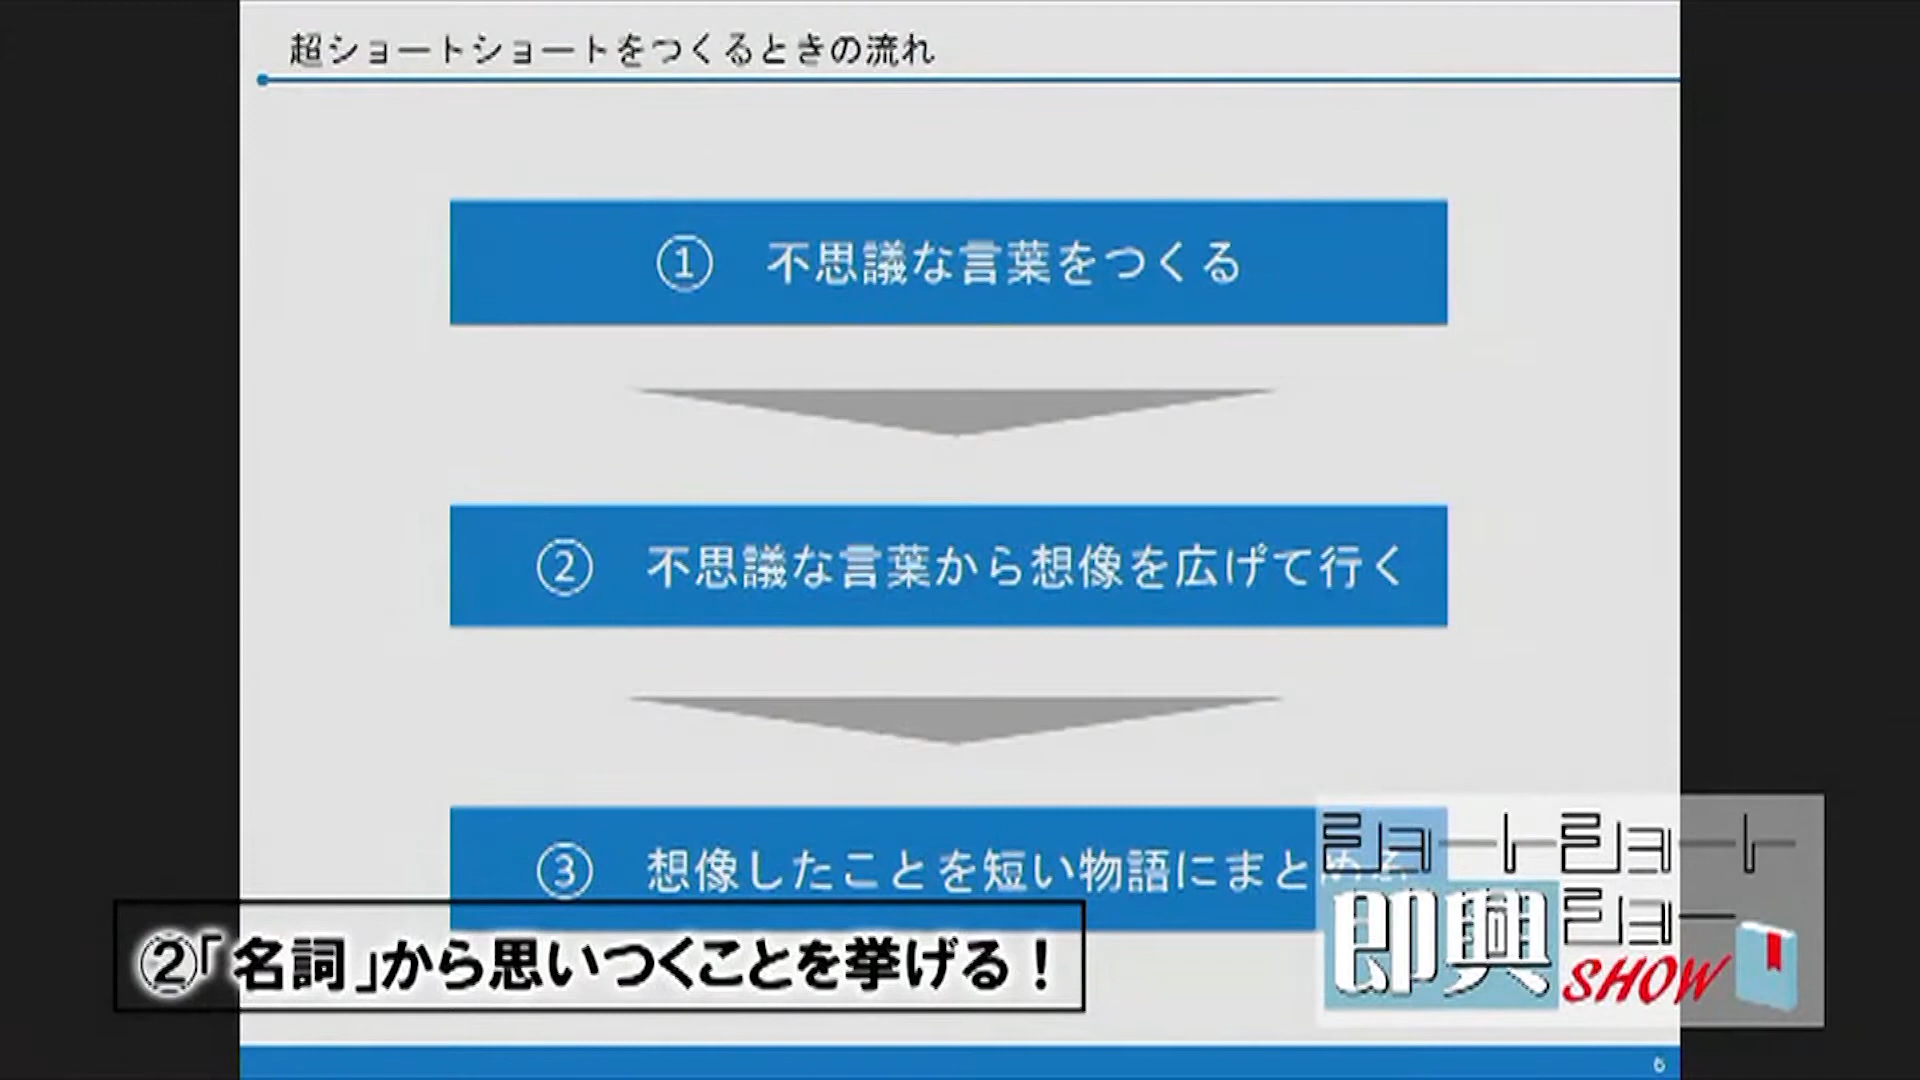 超ショートショートをつくるときの流れ
① 不思議な言葉をつくる
② 不思議な言葉から想像を広げて行く
③ 想像したことを短い物語にまとめる
②「名詞」から思いつくことを挙げる！
ショートショート
即興ショー
SHOW
6